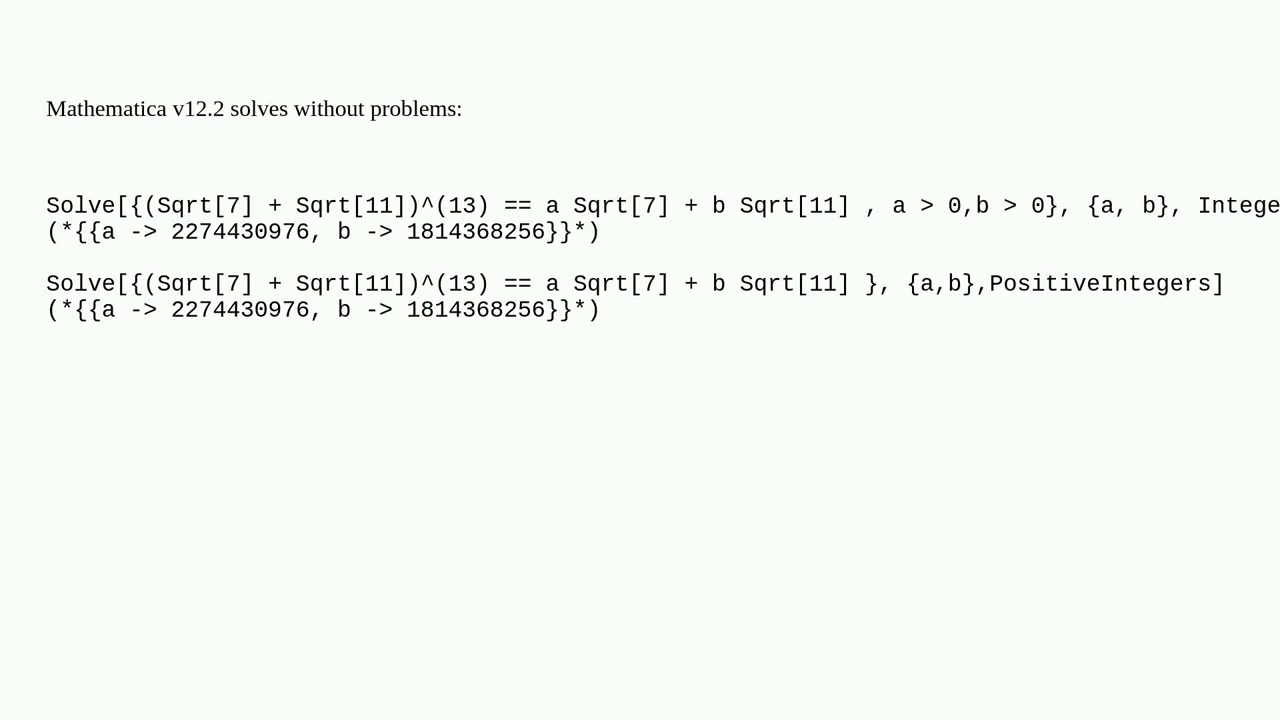 Mathematica v12.2 solves without problems:
Solve[{(Sqrt[7] + Sqrt[11])^(13) == a Sqrt[7] + b Sqrt[11] , a > 0,b > 0}, {a, b}, Intege
(*{{a -> 2274430976, b -> 1814368256}}*)
Solve[{(Sqrt[7] + Sqrt[11])^(13) == a Sqrt[7] + b Sqrt[11] }, {a,b},PositiveIntegers]
(*{{a -> 2274430976, b -> 1814368256}}*)